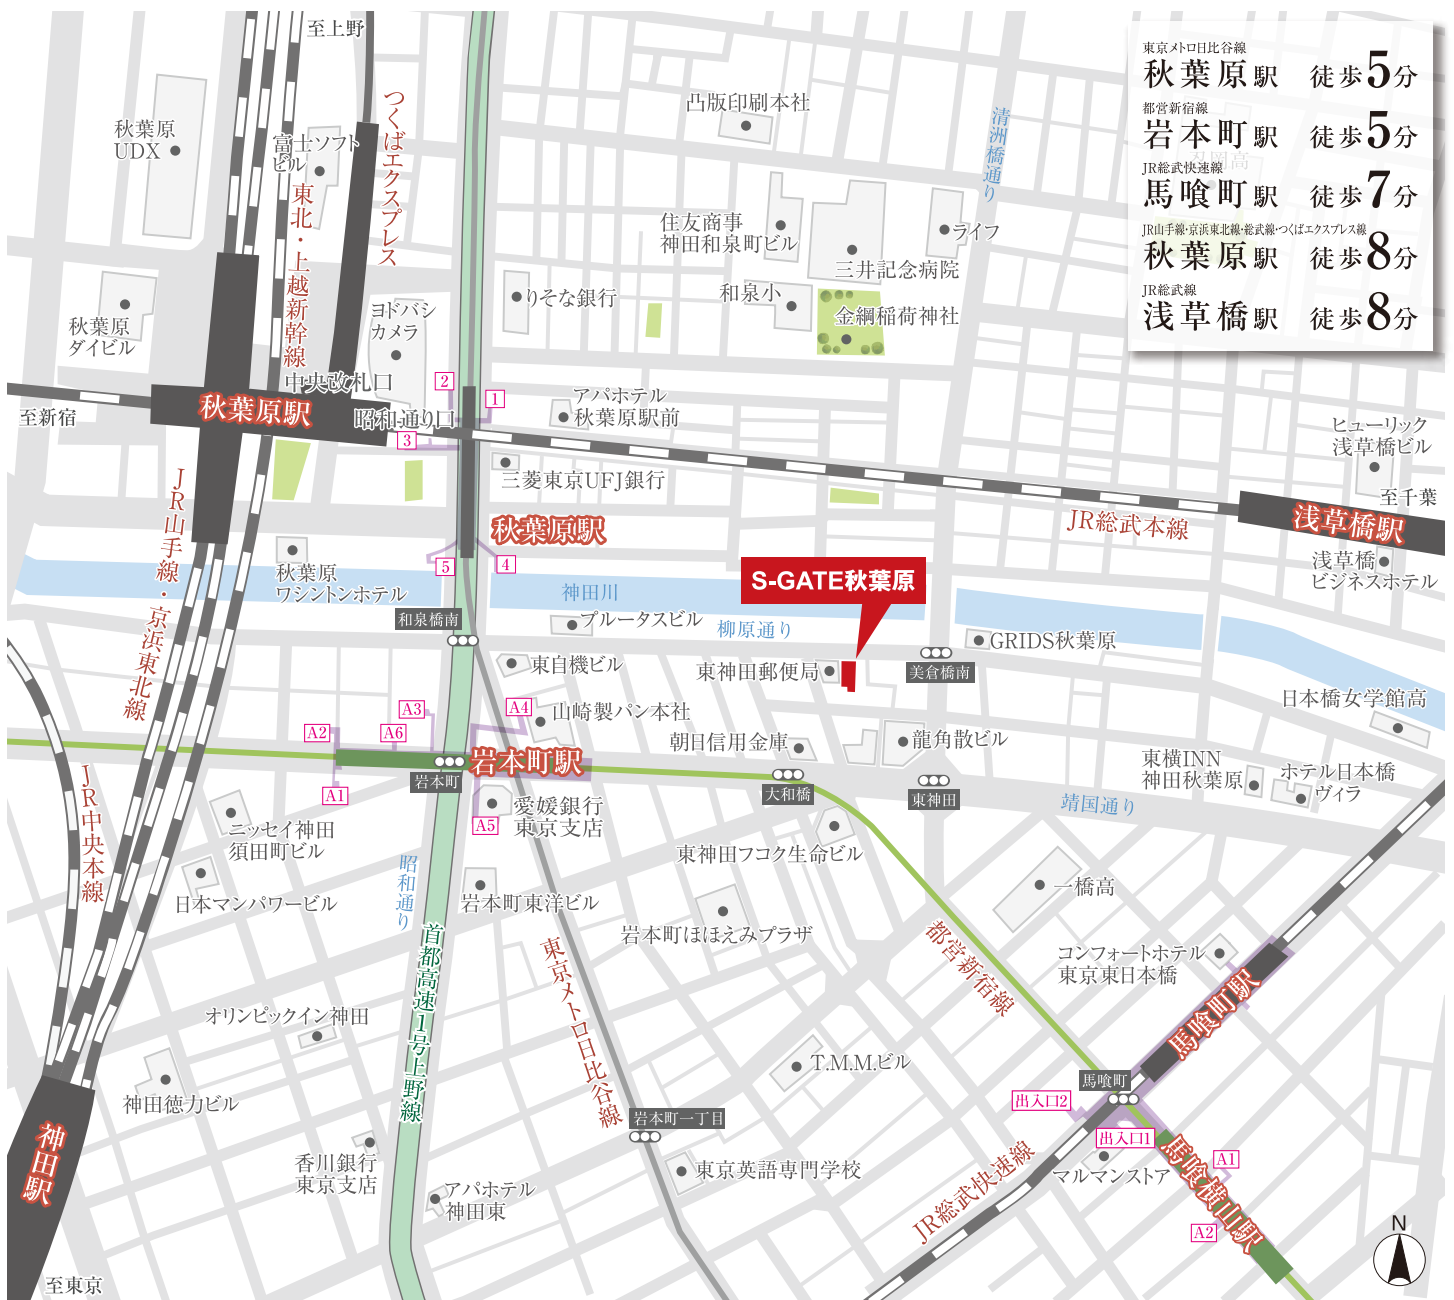 東京メトロ日比谷線
秋葉原駅 徒歩5分
都営新宿線
岩本町駅 徒歩5分
JR総武快速線
馬喰町駅 徒歩7分
JR山手線・京浜東北線・総武線・つくばエクスプレス線
秋葉原駅 徒歩8分
JR総武線
浅草橋駅 徒歩8分
至上野
つくばエクスプレス
秋葉原
UDX
富士ソフト
ビル
東北・上越新幹線
凸版印刷本社
清洲橋通り
住友商事
神田和泉町ビル
三井記念病院
ライフ
りそな銀行
和泉小
金綱稲荷神社
秋葉原
ダイビル
ヨドバシ
カメラ
中央改札口
昭和通り口
秋葉原駅
至新宿
2
1
3
アパホテル
秋葉原駅前
三菱東京UFJ銀行
ヒューリック
浅草橋ビル
至千葉
浅草橋駅
JR総武本線
浅草橋
ビジネスホテル
JR山手線・京浜東北線
秋葉原駅
5
4
秋葉原
ワシントンホテル
神田川
S-GATE秋葉原
和泉橋南
プルータスビル
柳原通り
GRIDS秋葉原
東自機ビル
東神田郵便局
美倉橋南
日本橋女学館高
A2
A3
A6
A4
山崎製パン本社
朝日信用金庫
龍角散ビル
岩本町駅
岩本町
大和橋
東神田
東横INN
神田秋葉原
ホテル日本橋
ヴィラ
靖国通り
A1
A5
JR中央本線
ニッセイ神田
須田町ビル
愛媛銀行
東京支店
東神田フコク生命ビル
昭和通り
日本マンパワービル
岩本町東洋ビル
岩本町ほほえみプラザ
一橋高
首都高速1号上野線
東京メトロ日比谷線
都営新宿線
コンフォートホテル
東京東日本橋
馬喰町駅
オリンピックイン神田
T.M.M.ビル
神田徳力ビル
馬喰町
出入口2
出入口1
岩本町一丁目
神田駅
香川銀行
東京支店
東京英語専門学校
マルマンストア
A1
馬喰横山駅
JR総武快速線
アパホテル
神田東
A2
N
至東京